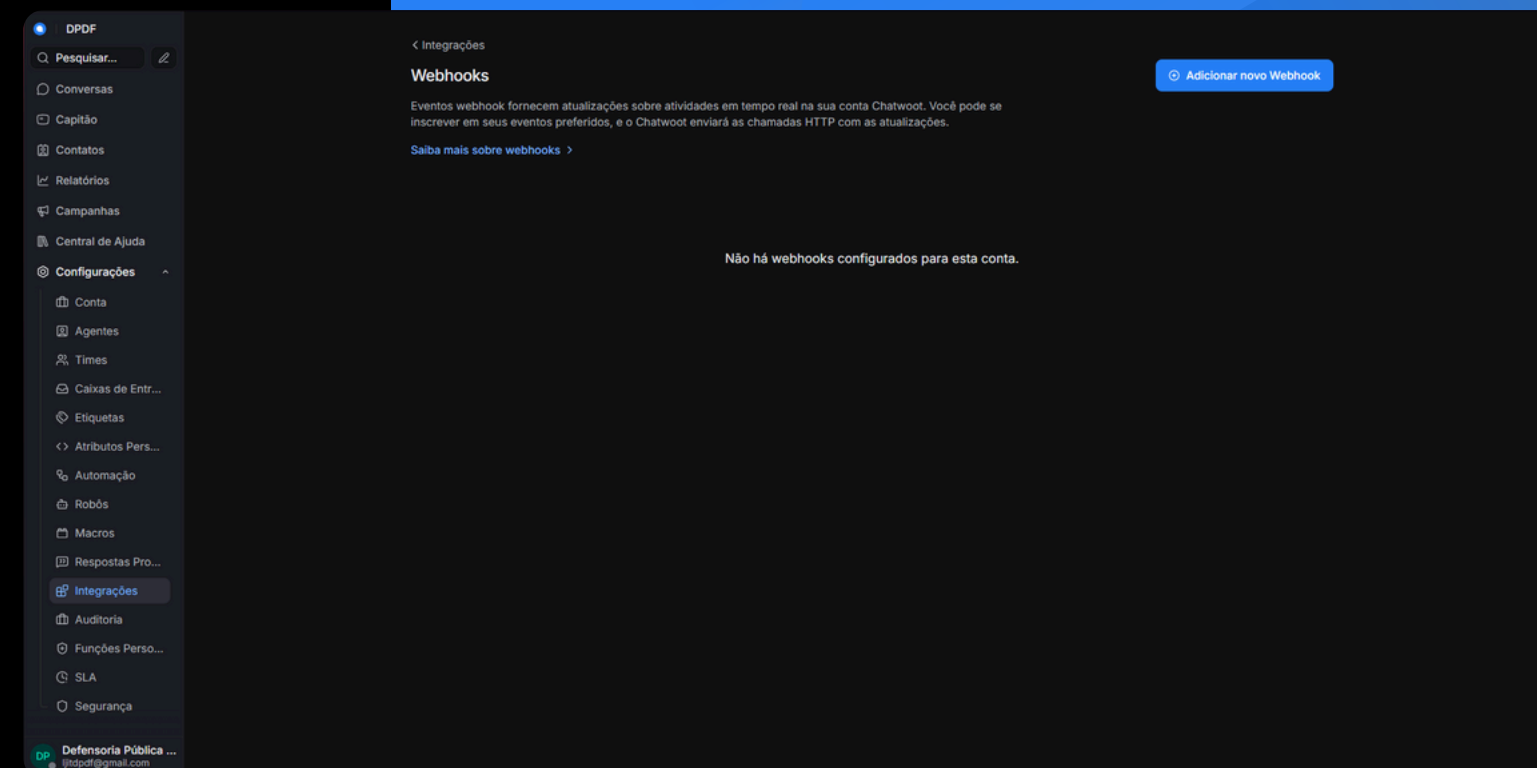 DPDF
Pesquisar...
Conversas
Capitão
Contatos
Relatórios
Campanhas
Central de Ajuda
Configurações
Conta
Agentes
Times
Caixas de Entr...
Etiquetas
Atributos Pers...
Automação
Robôs
Macros
Respostas Pro...
Integrações
Auditoria
Funções Perso...
SLA
Segurança
DP
Defensoria Pública ...
ljitdpdf@gmail.com
Integrações
Webhooks
Adicionar novo Webhook
Eventos webhook fornecem atualizações sobre atividades em tempo real na sua conta Chatwoot. Você pode se
inscrever em seus eventos preferidos, e o Chatwoot enviará as chamadas HTTP com as atualizações.
Saiba mais sobre webhooks
Não há webhooks configurados para esta conta.